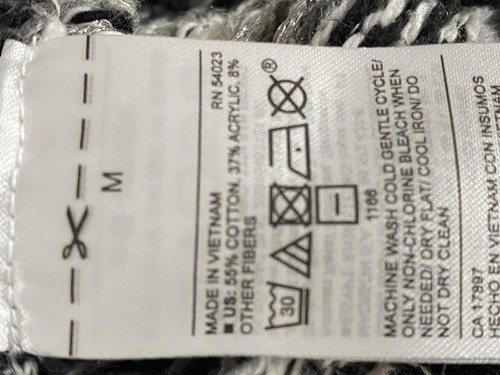 M
RN 54023
MADE IN VIETNAM
US: 55% COTTON, 37% ACRYLIC, 8%
OTHER FIBERS
30
®
1166
MACHINE WASH COLD GENTLE CYCLE/
ONLY NON-CHLORINE BLEACH WHEN
NEEDED/ DRY FLAT/ COOL IRON/ DO
NOT DRY CLEAN
CA 17897
HECHO EN VIETNAM CON INSUMOS